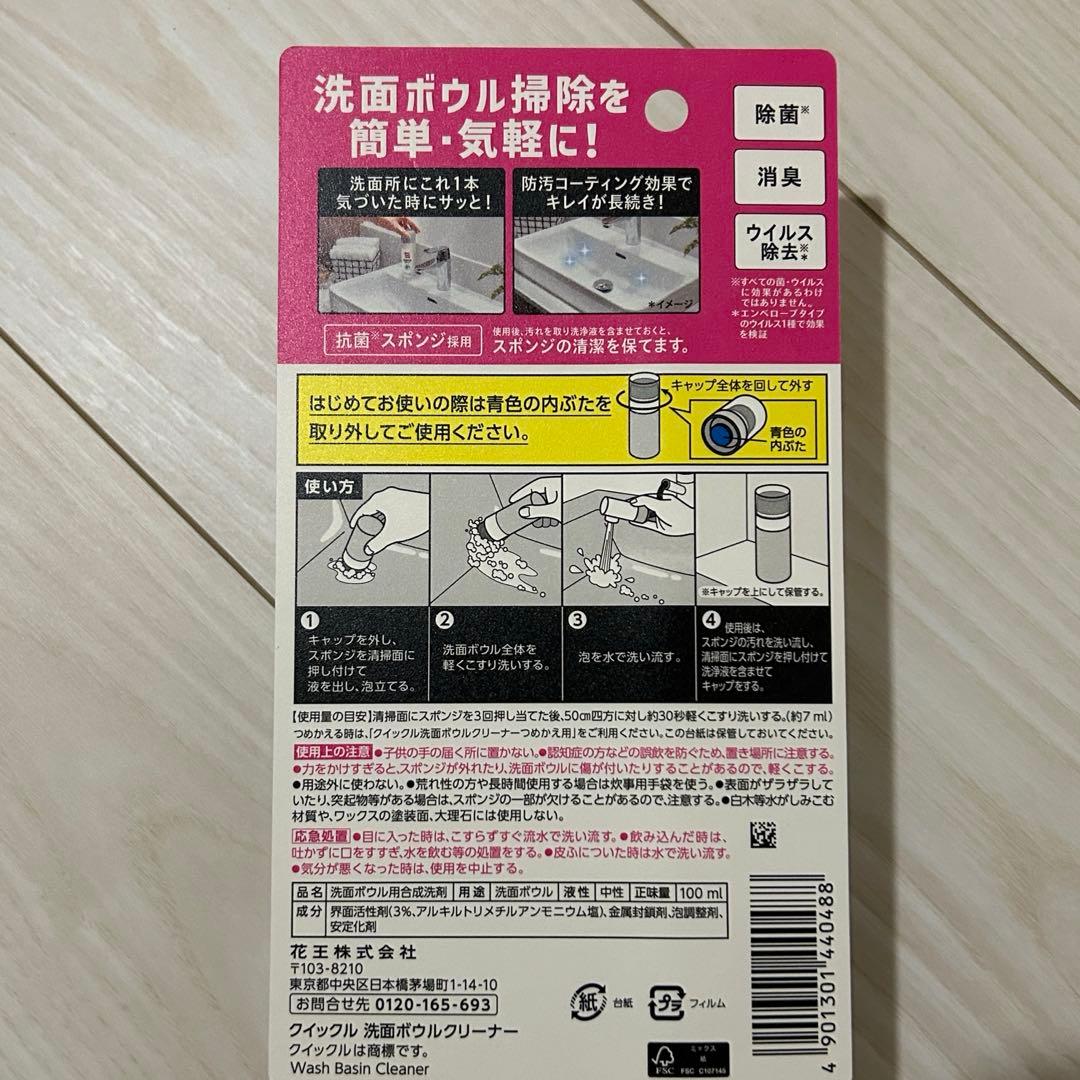 洗面ボウル掃除を
簡単・気軽に!
除菌※
消臭
ウイルス
除去※*
洗面所にこれ1本
気づいた時にサッと!
防汚コーティング効果で
キレイが長続き!
*イメージ
※すべての菌・ウイルス
に効果があるわけ
ではありません。
*エンベロープタイプ
のウイルス1種で効果
を検証
抗菌※スポンジ採用
使用後、汚れを取り洗浄液を含ませておくと、
スポンジの清潔を保てます。
はじめてお使いの際は青色の内ぶたを
取り外してご使用ください。
キャップ全体を回して外す
青色の
内ぶた
使い方
※キャップを上にして保管する。
1
キャップを外し、
スポンジを清掃面に
押し付けて
液を出し、泡立てる。
2
洗面ボウル全体を
軽くこすり洗いする。
3
泡を水で洗い流す。
4
使用後は、
スポンジの汚れを洗い流し、
清掃面にスポンジを押し付けて
洗浄液を含ませて
キャップをする。
【使用量の目安】清掃面にスポンジを3回押し当てた後、50cm四方に対し約30秒軽くこすり洗いする。(約7ml)
つめかえる時は、「クイックル洗面ボウルクリーナーつめかえ用」をご利用ください。この台紙は保管しておいてください。
使用上の注意 ●子供の手の届く所に置かない。●認知症の方などの誤飲を防ぐため、置き場所に注意する。
●力をかけすぎると、スポンジが外れたり、洗面ボウルに傷が付いたりすることがあるので、軽くこする。
●用途外に使わない。●荒れ性の方や長時間使用する場合は炊事用手袋を使う。●表面がザラザラして
いたり、突起物等がある場合は、スポンジの一部が欠けることがあるので、注意する。●白木等水がしみこむ
材質や、ワックスの塗装面、大理石には使用しない。
応急処置 ●目に入った時は、こすらずすぐ流水で洗い流す。●飲み込んだ時は、
吐かずに口をすすぎ、水を飲む等の処置をする。●皮ふについた時は水で洗い流す。
●気分が悪くなった時は、使用を中止する。
品名 洗面ボウル用合成洗剤 用途 洗面ボウル 液性 中性 正味量 100ml
成分 界面活性剤(3%、アルキルトリメチルアンモニウム塩)、金属封鎖剤、泡調整剤、
安定化剤
花王株式会社
〒103-8210
東京都中央区日本橋茅場町1-14-10
お問合せ先 0120-165-693
クイックル 洗面ボウルクリーナー
クイックルは商標です。
Wash Basin Cleaner
紙 台紙
プラ フィルム
FSC
ミックス
紙
FSC C107145
4 901301 440488